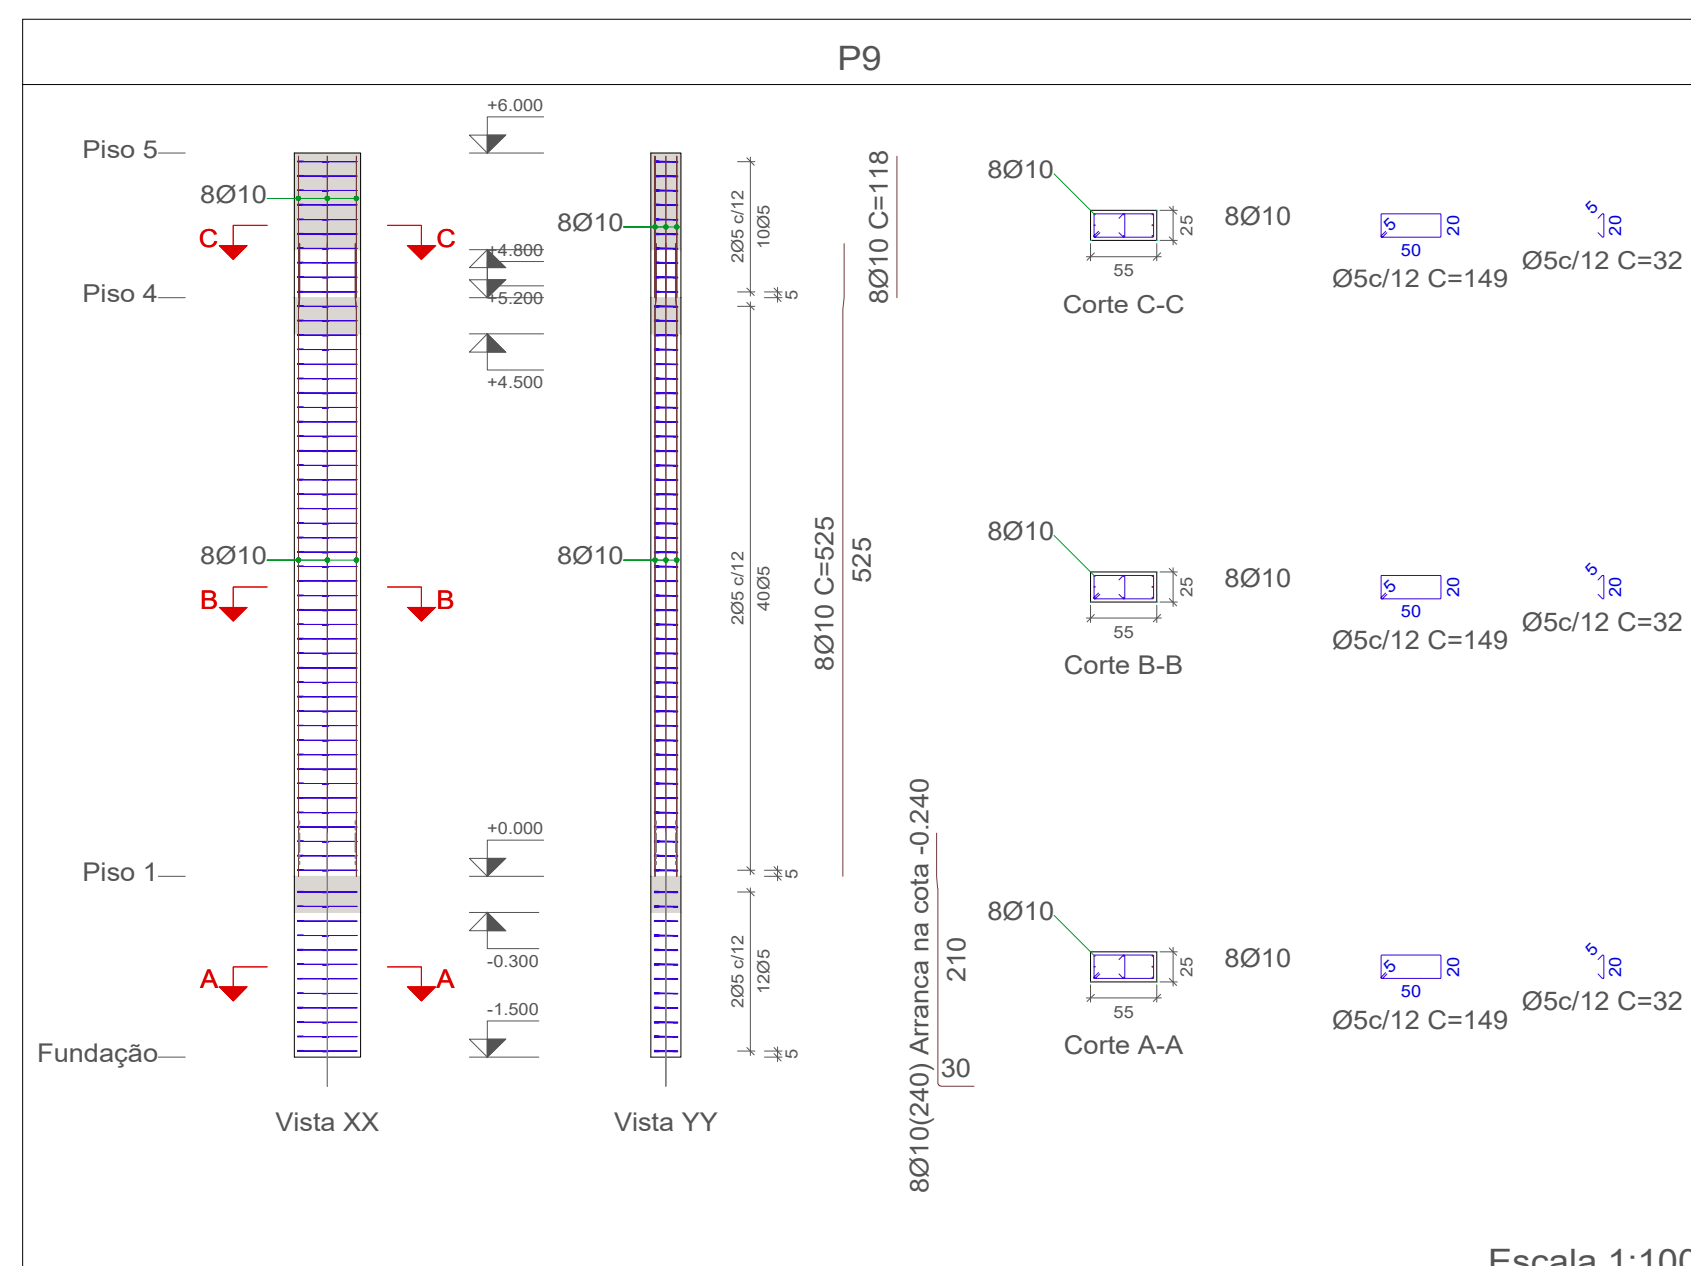 P9
Piso 5
8Ø10
C
C
Piso 4
8Ø10
B
B
Piso 1
A
A
Fundação
Vista XX
+6.000
+4.800
+5.200
+4.500
+0.000
-0.300
-1.500
8Ø10
8Ø10
Vista YY
2Ø5 c/12
10Ø5
5
2Ø5 c/12
40Ø5
5
2Ø5 c/12
12Ø5
5
8Ø10 C=118
8Ø10 C=525
525
8Ø10(240) Arranca na cota -0.240
210
30
8Ø10
25
55
Corte C-C
8Ø10
5
20
50
Ø5c/12 C=149
5
20
Ø5c/12 C=32
8Ø10
25
55
Corte B-B
8Ø10
5
20
50
Ø5c/12 C=149
5
20
Ø5c/12 C=32
8Ø10
25
55
Corte A-A
8Ø10
5
20
50
Ø5c/12 C=149
5
20
Ø5c/12 C=32
Escala 1:100